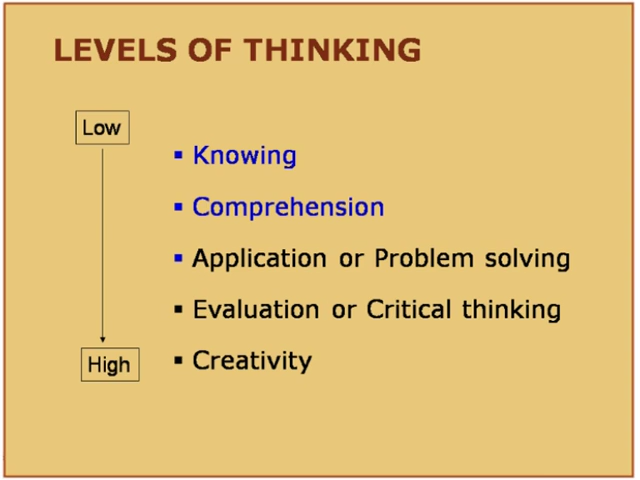 LEVELS OF THINKING
Low
▪ Knowing
▪ Comprehension
▪ Application or Problem solving
▪ Evaluation or Critical thinking
▪ Creativity
High